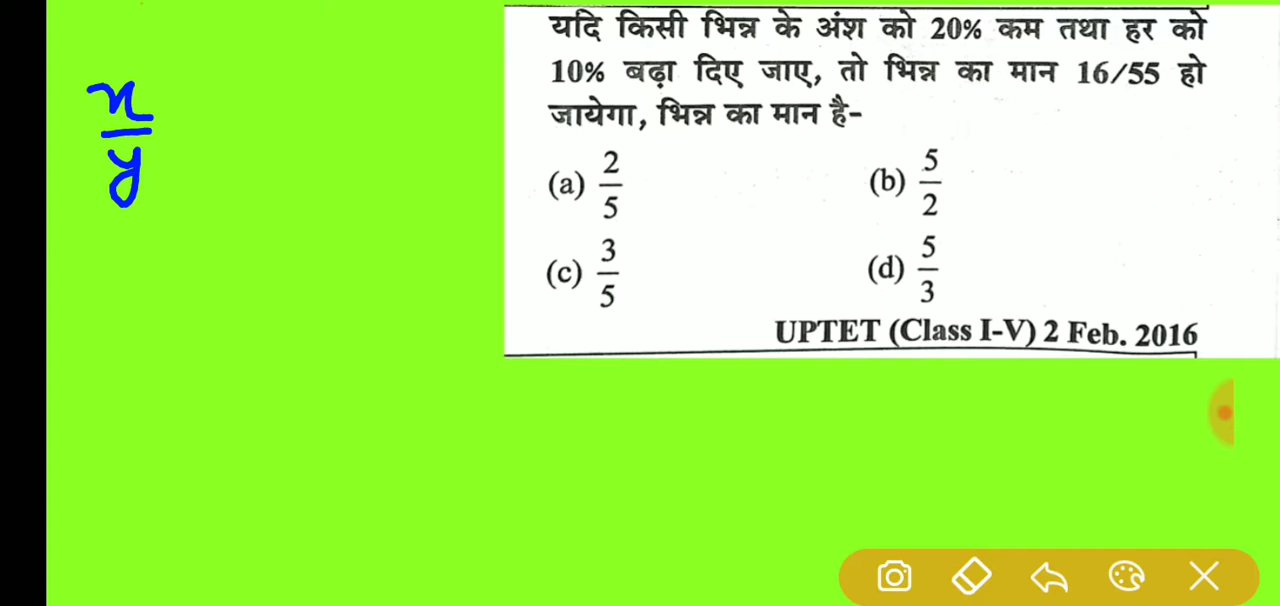 x
y
यदि किसी भिन्न के अंश को 20% कम तथा हर को
10% बढ़ा दिए जाए, तो भिन्न का मान 16/55 हो
जायेगा, भिन्न का मान है-
(a) 2/5 (b) 5/2
(c) 3/5 (d) 5/3
UPTET (Class I-V) 2 Feb. 2016